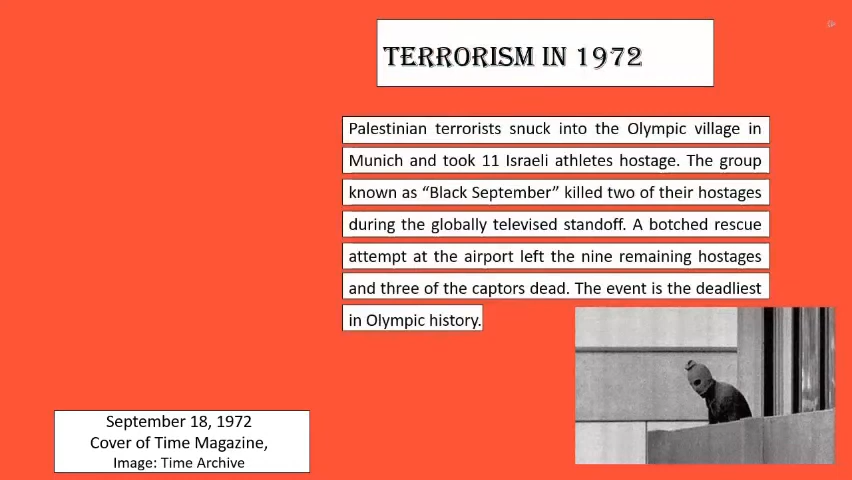 TERRORISM IN 1972
Palestinian terrorists snuck into the Olympic village in
Munich and took 11 Israeli athletes hostage. The group
known as “Black September” killed two of their hostages
during the globally televised standoff. A botched rescue
attempt at the airport left the nine remaining hostages
and three of the captors dead. The event is the deadliest
in Olympic history.
September 18, 1972
Cover of Time Magazine,
Image: Time Archive